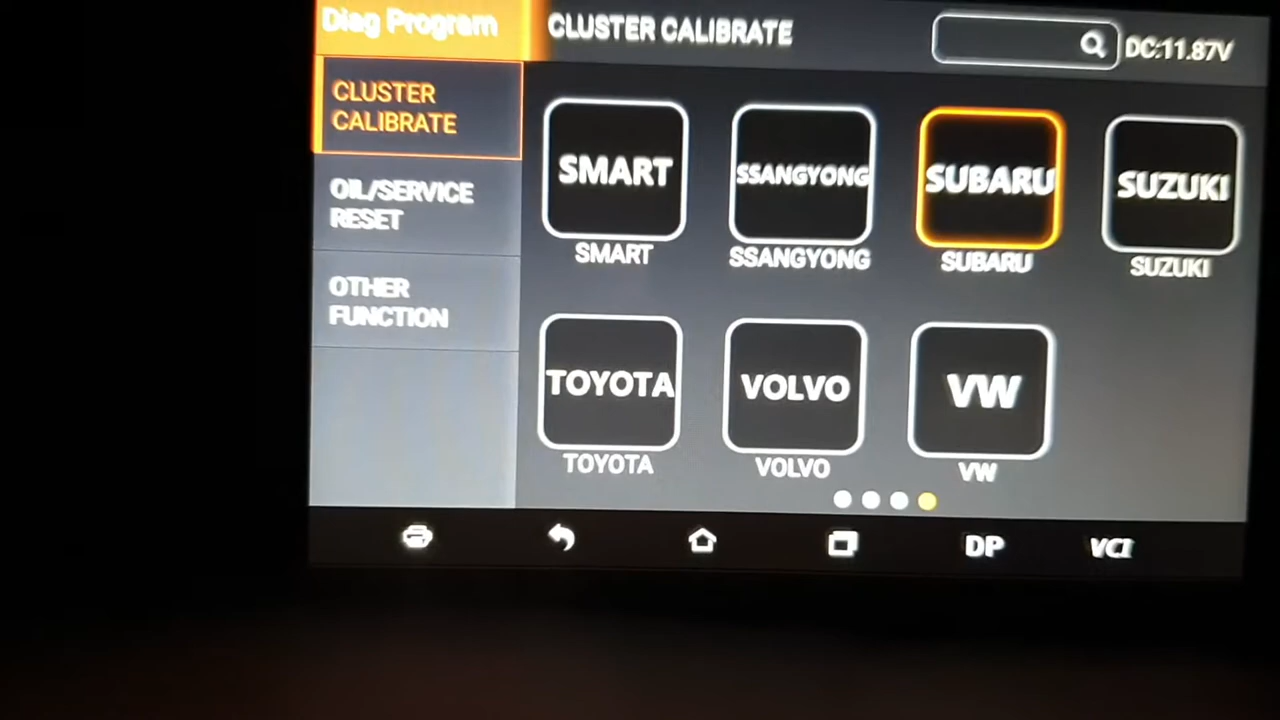 Diag Program
CLUSTER CALIBRATE
DC:11.87V
CLUSTER
CALIBRATE
OIL/SERVICE
RESET
OTHER
FUNCTION
SMART
SSANGYONG
SUBARU
SUZUKI
SMART
SSANGYONG
SUBARU
SUZUKI
TOYOTA
VOLVO
VW
TOYOTA
VOLVO
VW
DP
VCI